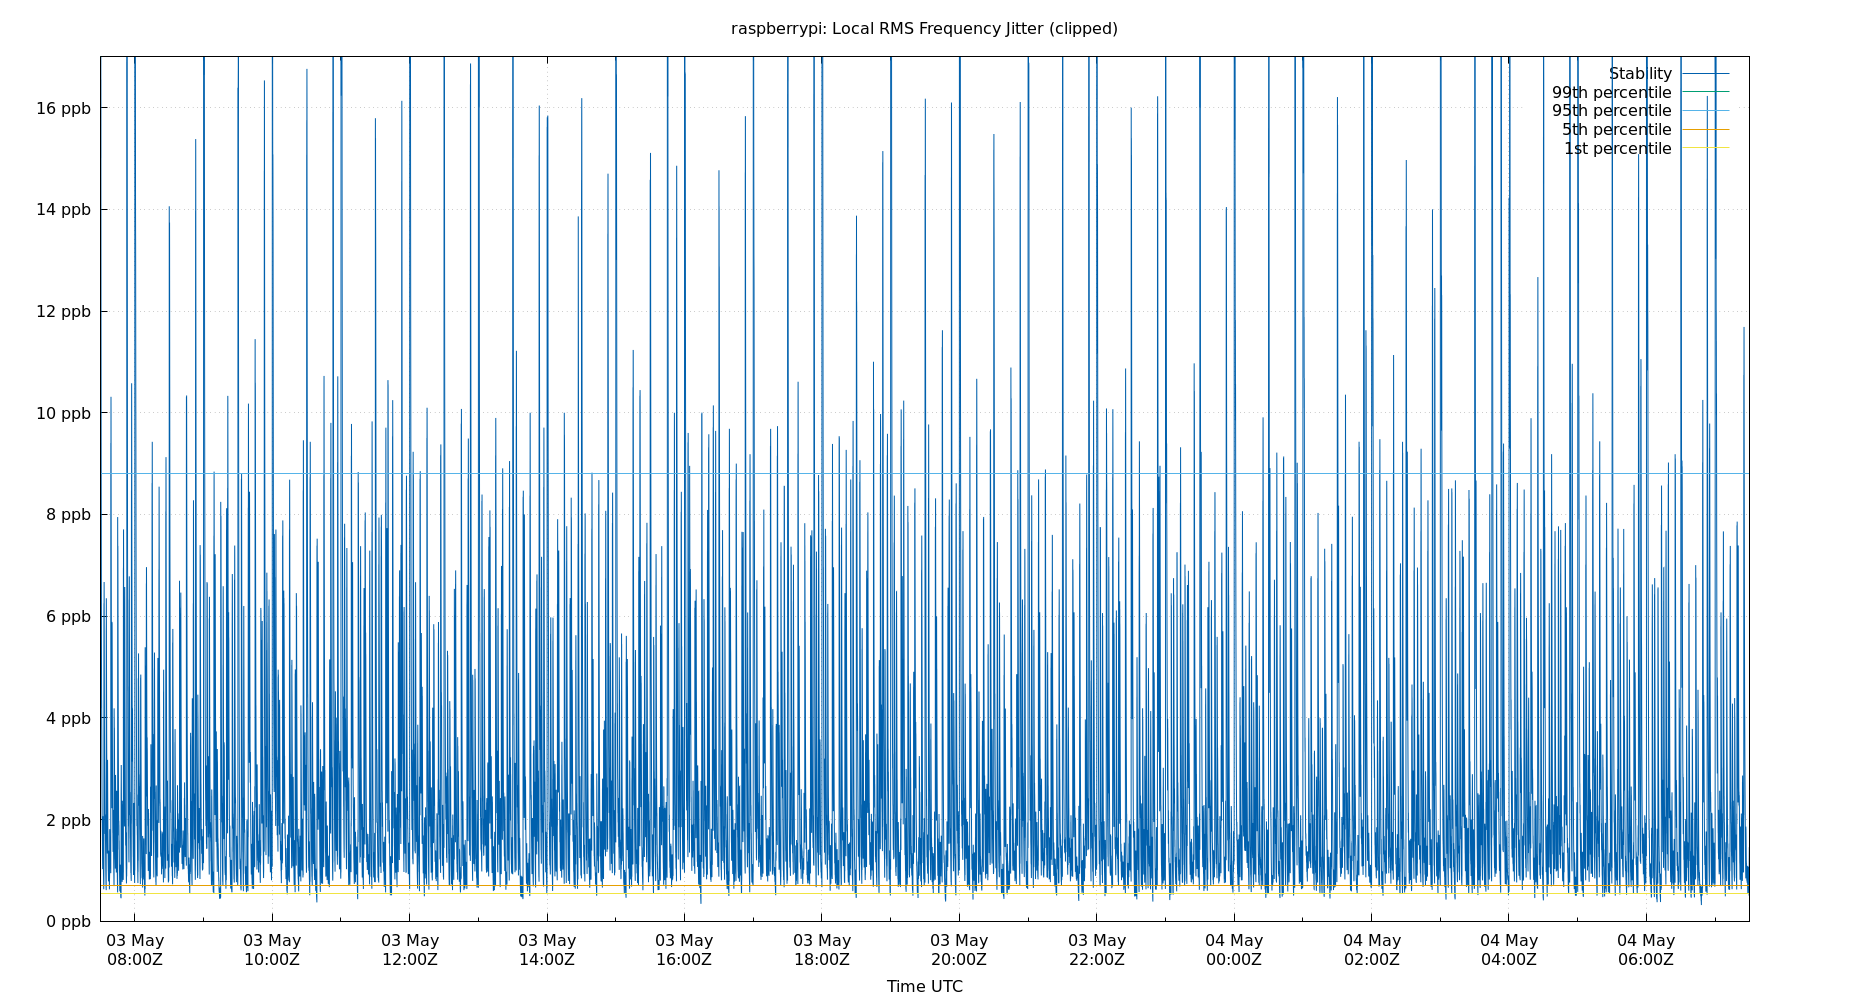 raspberrypi: Local RMS Frequency Jitter (clipped)
Stability
99th percentile
95th percentile
5th percentile
1st percentile
16 ppb
14 ppb
12 ppb
10 ppb
8 ppb
6 ppb
4 ppb
2 ppb
0 ppb
03 May 03 May 03 May 03 May 03 May 03 May 03 May 03 May 04 May 04 May 04 May 04 May
08:00Z 10:00Z 12:00Z 14:00Z 16:00Z 18:00Z 20:00Z 22:00Z 00:00Z 02:00Z 04:00Z 06:00Z
Time UTC